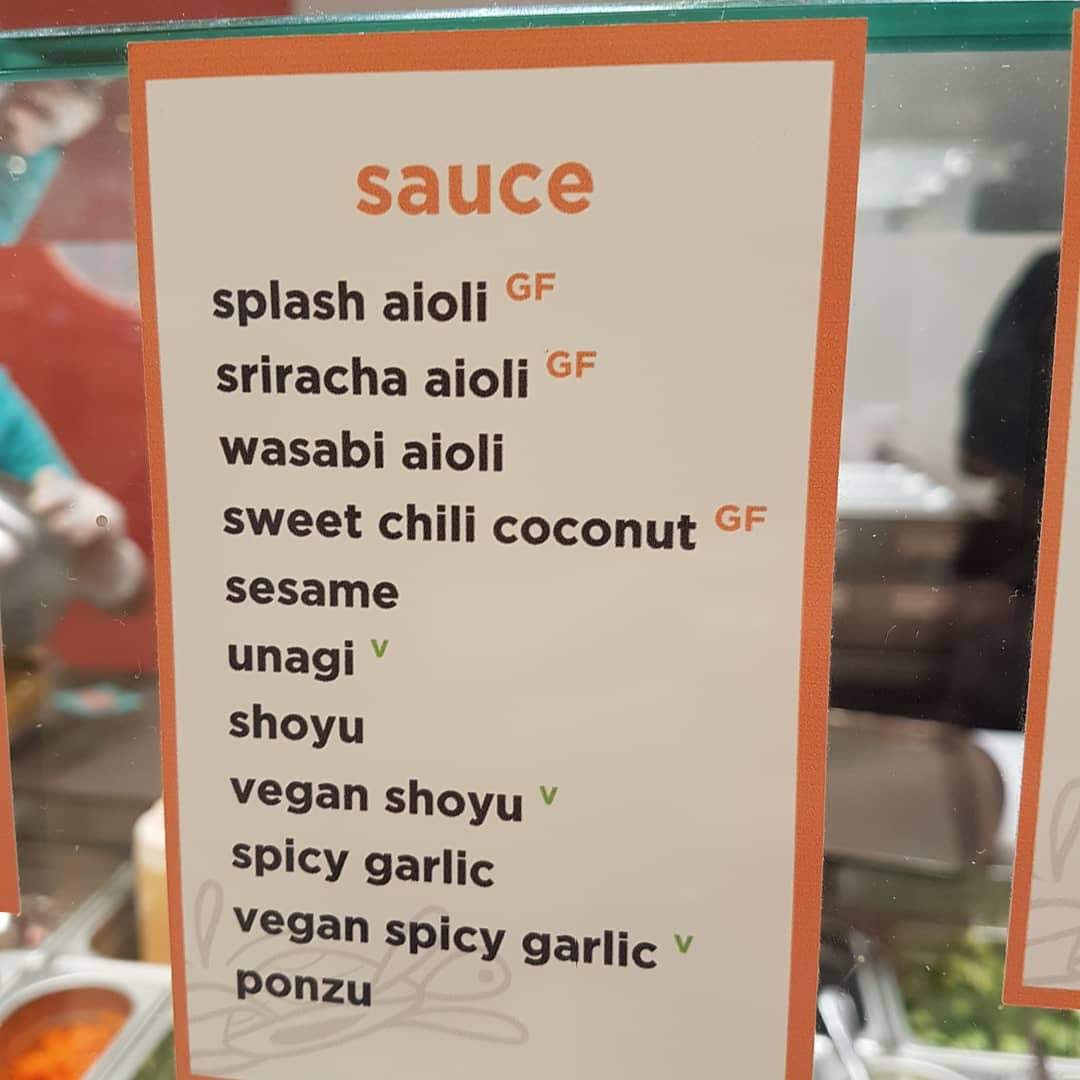 sauce
splash aioli GF
sriracha aioli GF
wasabi aioli
sweet chili coconut GF
sesame
unagi V
shoyu
vegan shoyu V
spicy garlic
vegan spicy garlic V
ponzu